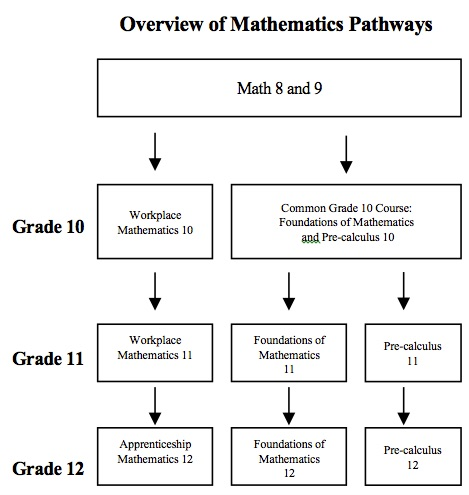 Overview of Mathematics Pathways
Math 8 and 9
Grade 10
Workplace
Mathematics 10
Common Grade 10 Course:
Foundations of Mathematics
and Pre-calculus 10
Grade 11
Workplace
Mathematics 11
Foundations of
Mathematics
11
Pre-calculus
11
Grade 12
Apprenticeship
Mathematics 12
Foundations of
Mathematics
12
Pre-calculus
12